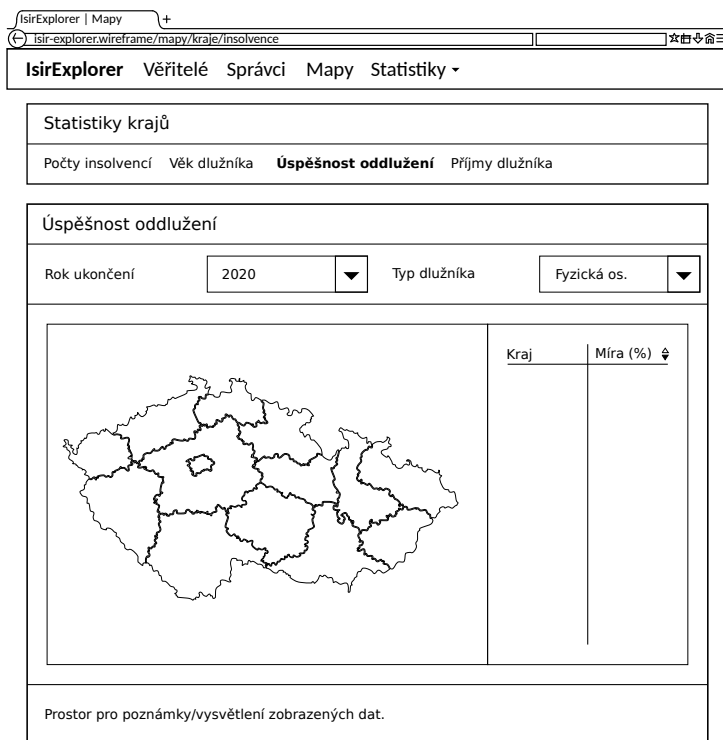 IsirExplorer | Mapy +
isir-explorer.wireframe/mapy/kraje/insolvence
IsirExplorer Věřitelé Správci Mapy Statistiky
Statistiky krajů
Počty insolvencí Věk dlužníka Úspěšnost oddlužení Příjmy dlužníka
Úspěšnost oddlužení
Rok ukončení 2020 Typ dlužníka Fyzická os.
Kraj Míra (%)
Prostor pro poznámky/vysvětlení zobrazených dat.